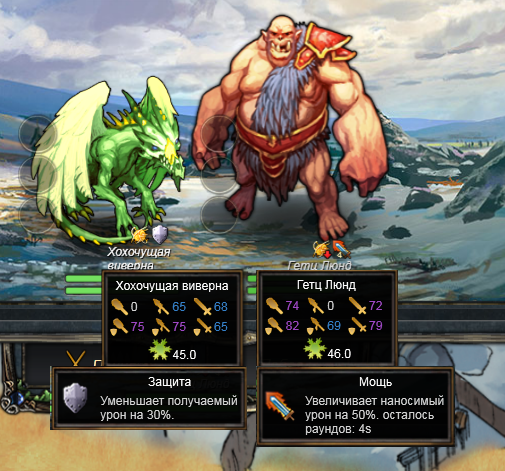 Хохочущая
виверна
Гетц Люнд
Хохочущая виверна
0 65 68
75 75 65
45.0
Гетц Люнд
74 0 72
82 69 79
46.0
Защита
Уменьшает получаемый
урон на 30%.
Мощь
Увеличивает наносимый
урон на 50%. осталось
раундов: 4s